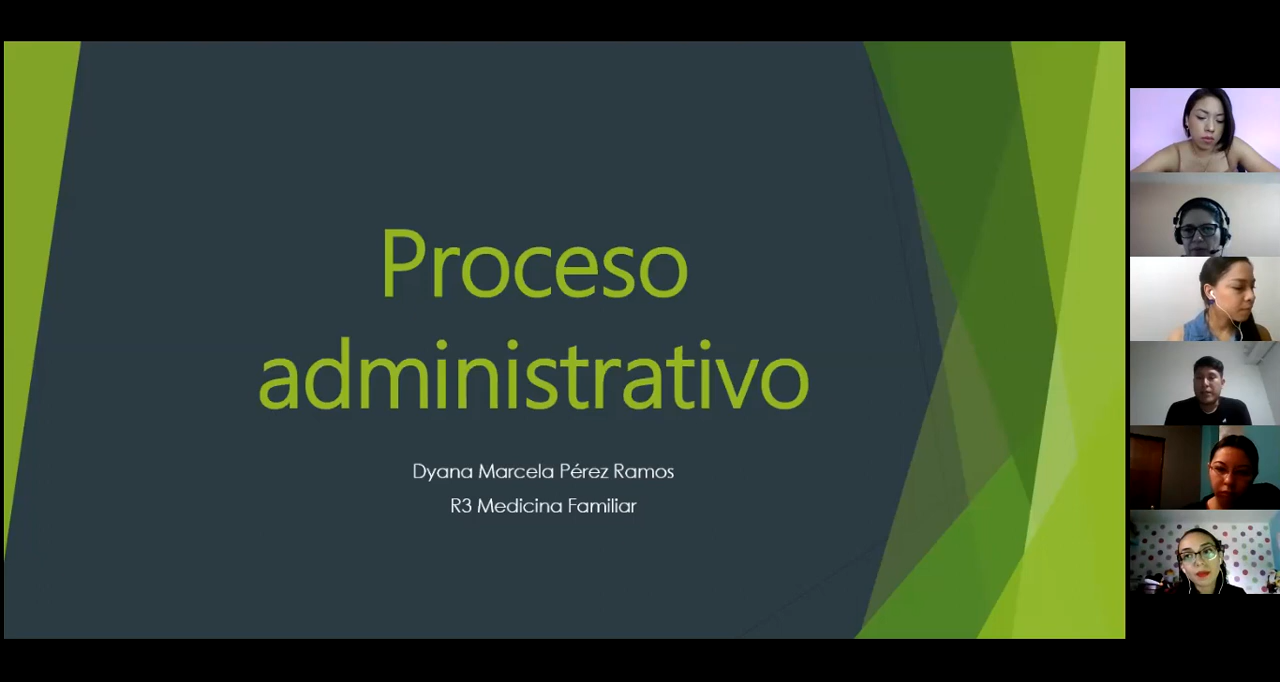 Proceso
administrativo
Dyana Marcela Pérez Ramos
R3 Medicina Familiar